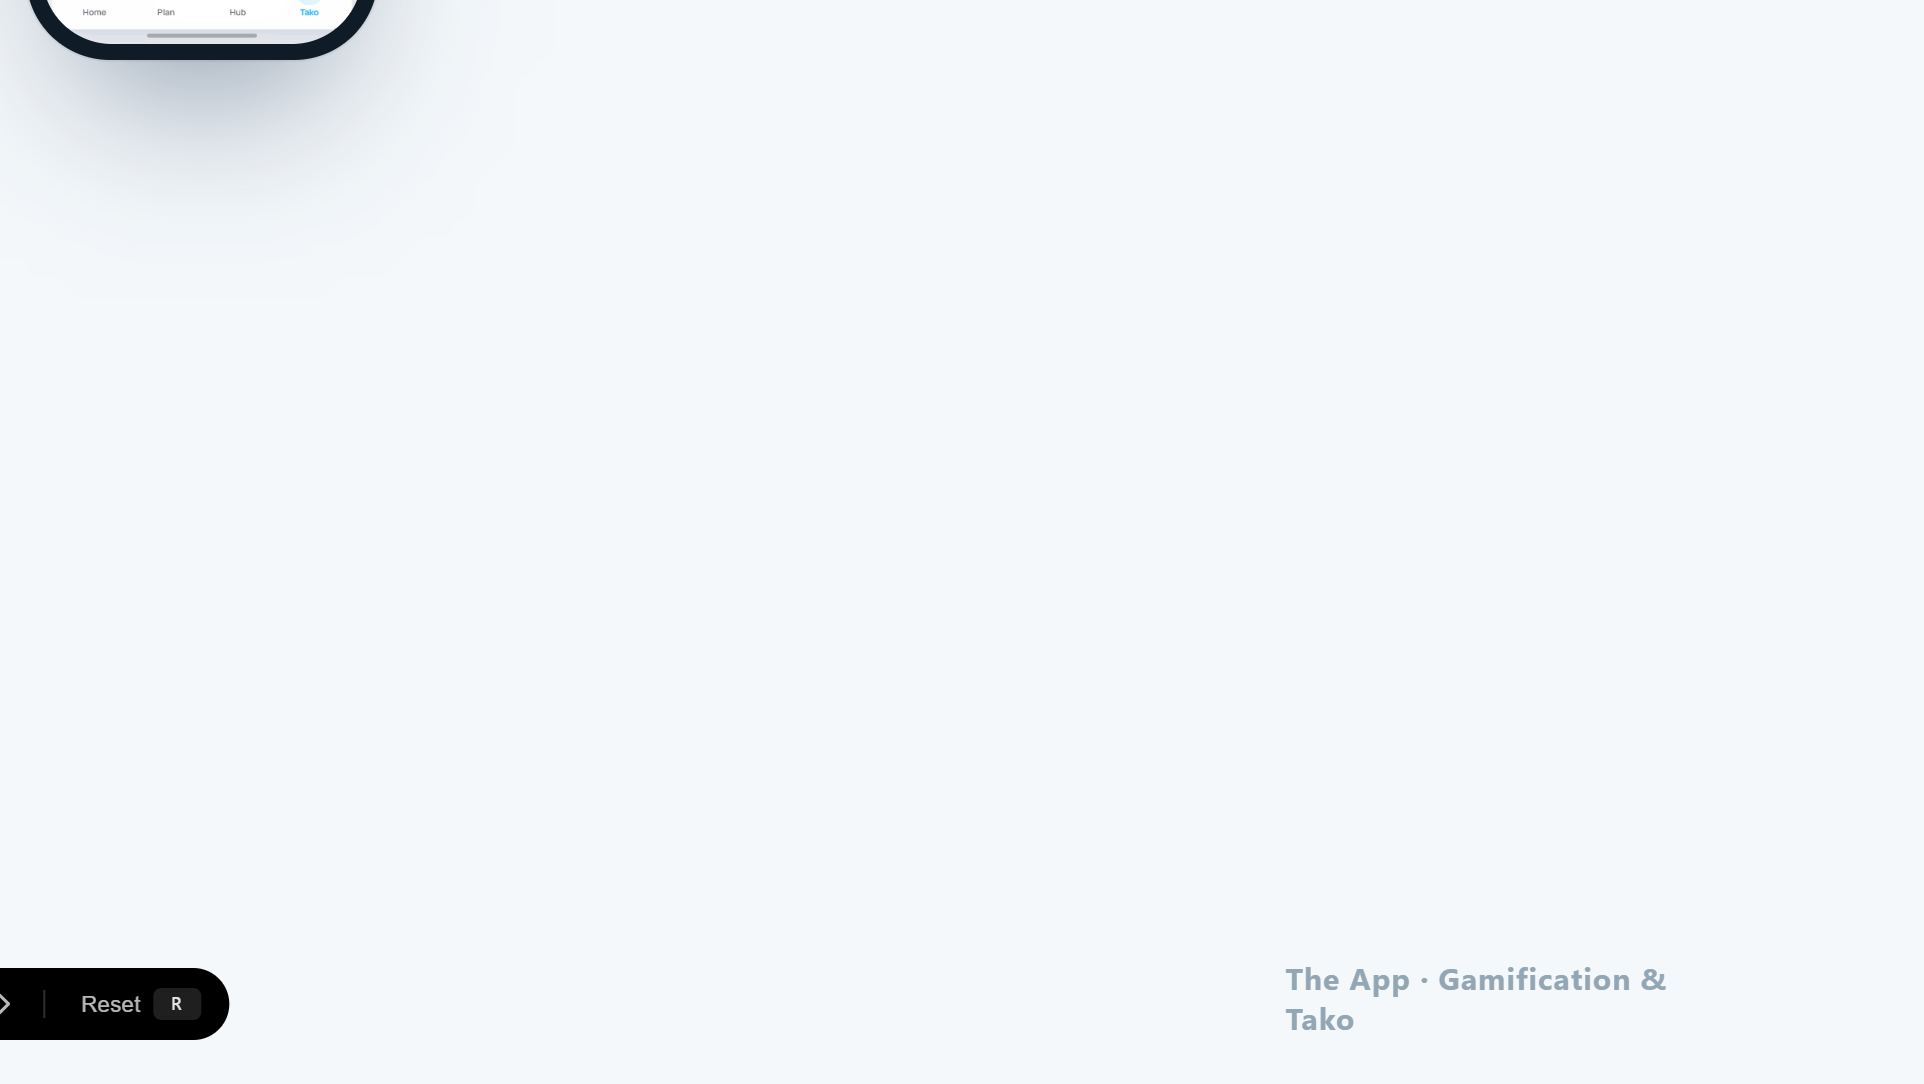 Home Plan Hub Tako
Reset R
The App · Gamification &
Tako